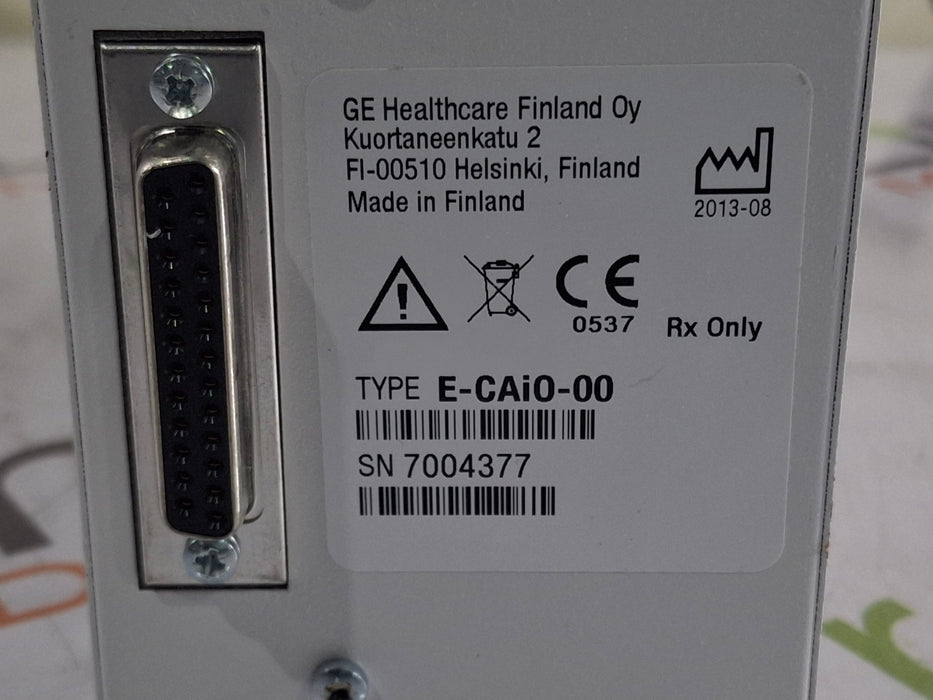 GE Healthcare Finland Oy
Kuortaneenkatu 2
FI-00510 Helsinki, Finland
Made in Finland
2013-08
CE
0537
Rx Only
TYPE E-CAiO-00
SN 7004377